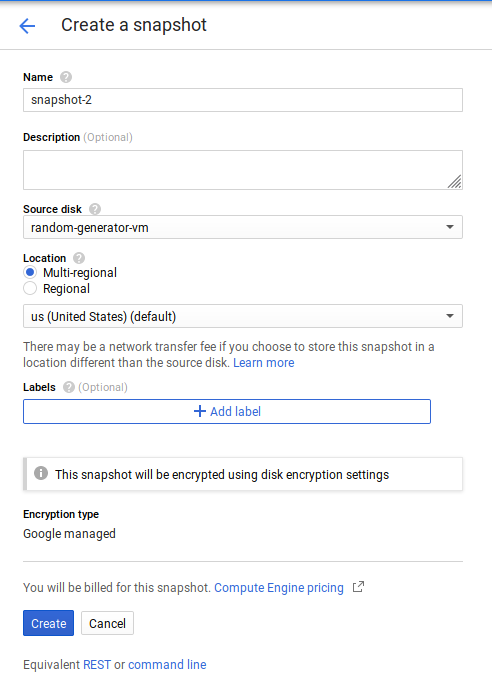 Create a snapshot
Name
snapshot-2
Description (Optional)
Source disk
random-generator-vm
Location
Multi-regional
Regional
us (United States) (default)
There may be a network transfer fee if you choose to store this snapshot in a
location different than the source disk. Learn more
Labels (Optional)
Add label
This snapshot will be encrypted using disk encryption settings
Encryption type
Google managed
You will be billed for this snapshot. Compute Engine pricing
Create Cancel
Equivalent REST or command line